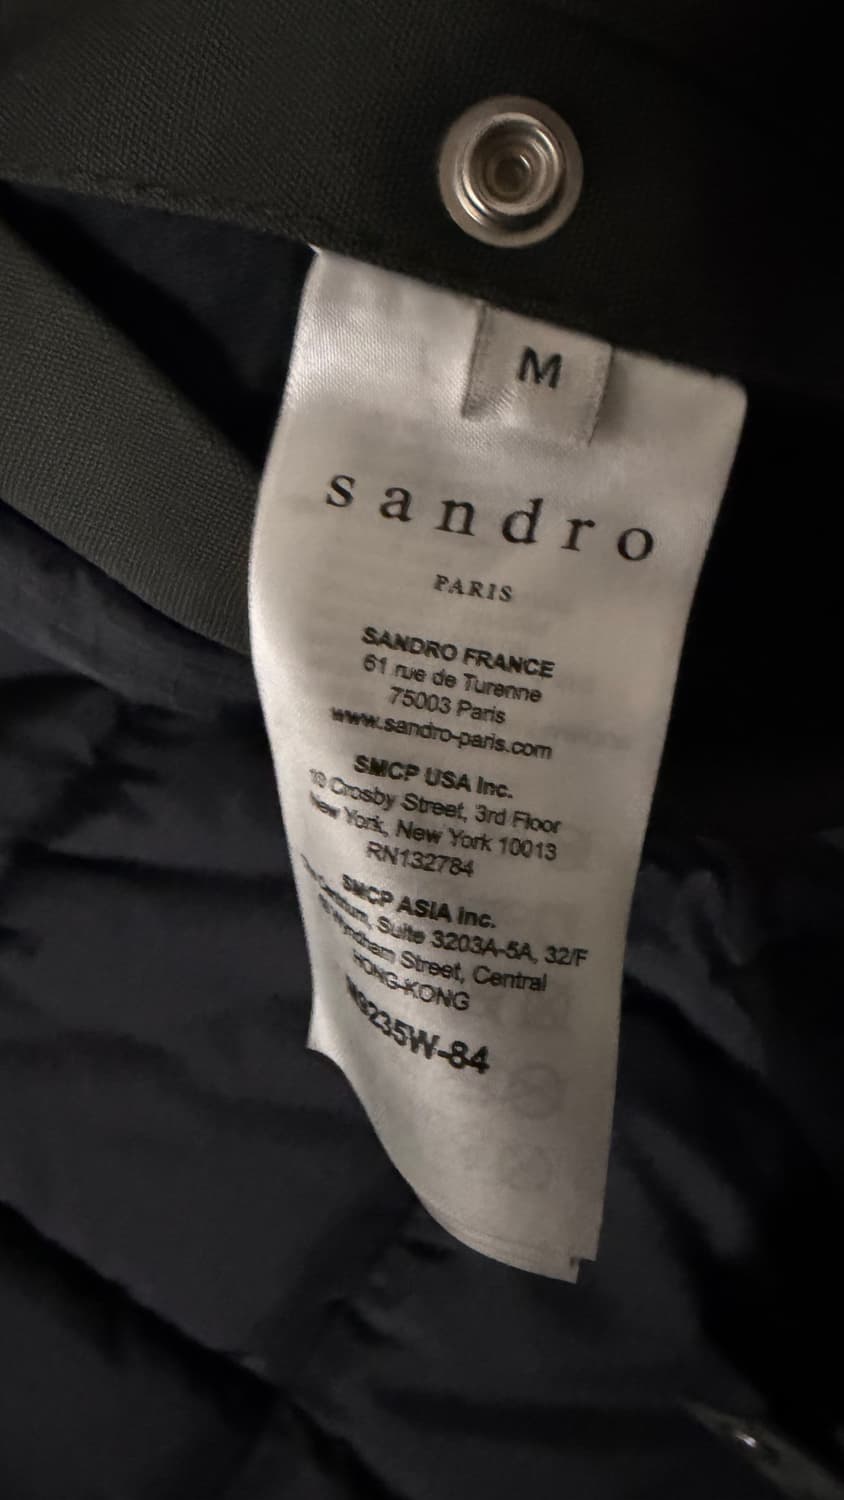 M
sandro
PARIS
SANDRO FRANCE
61 rue de Turenne
75003 Paris
www.sandro-paris.com
SMCP USA Inc.
Crosby Street, 3rd Floor
New York, New York 10013
RN132784
SMCP ASIA Inc.
Suite 3203A-5A, 32/F
Wyndham Street, Central
HONG-KONG